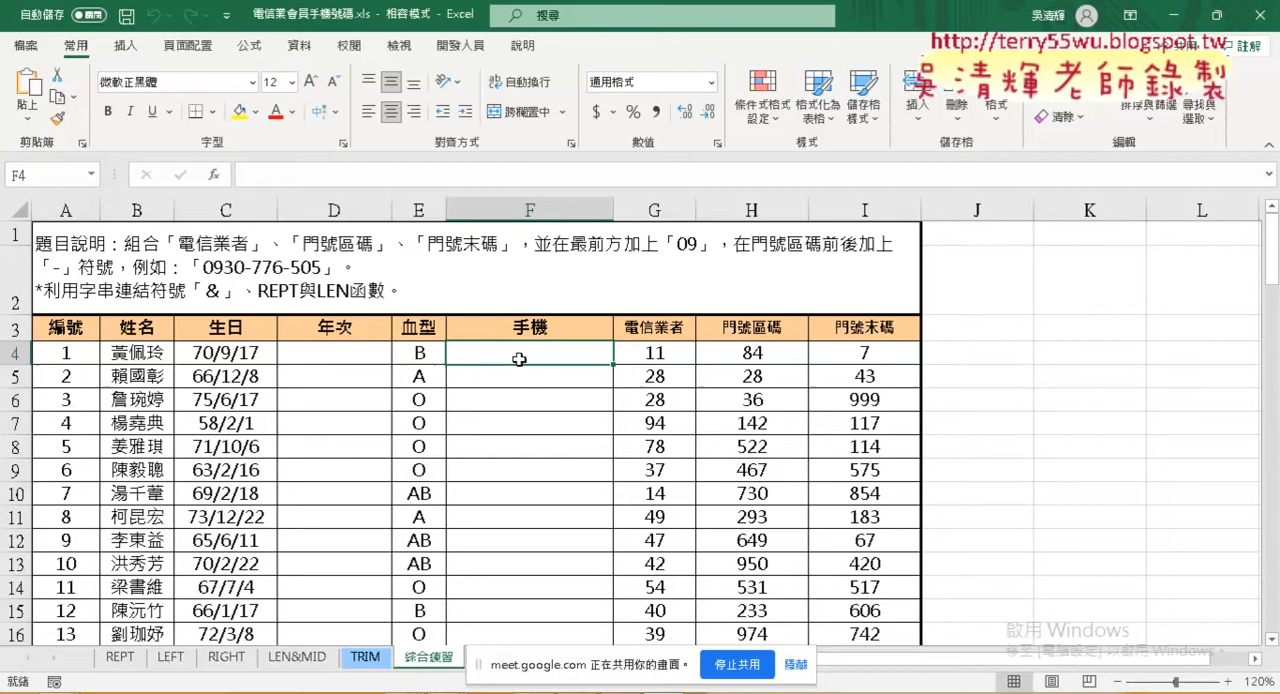 自動儲存
電信業會員手機號碼.xls - 相容模式 - Excel
搜尋
吳清輝
檔案 常用 插入 頁面配置 公式 資料 校閱 檢視 開發人員 說明
共用 註解
http://terry55wu.blogspot.tw
吳清輝老師錄製
貼上
微軟正黑體 12
B I U
自動換行
跨欄置中
通用格式
$ % ,
條件式格式設定
格式化為表格
儲存格樣式
插入 刪除 格式
清除
排序與篩選
尋找與選取
剪貼簿 字型 對齊方式 數值 樣式 儲存格 編輯
F4
fx
A B C D E F G H I J K L
1 題目說明：組合「電信業者」、「門號區碼」、「門號末碼」，並在最前方加上「09」，在門號區碼前後加上
「-」符號，例如：「0930-776-505」。
2 *利用字串連結符號「&」、REPT與LEN函數。
3 編號 姓名 生日 年次 血型 手機 電信業者 門號區碼 門號末碼
4 1 黃佩玲 70/9/17 B 11 84 7
5 2 賴國彰 66/12/8 A 28 28 43
6 3 詹琬婷 75/6/17 O 28 36 999
7 4 楊堯典 58/2/1 O 94 142 117
8 5 姜雅琪 71/10/6 O 78 522 114
9 6 陳毅聰 63/2/16 O 37 467 575
10 7 湯千葦 69/2/18 AB 14 730 854
11 8 柯昆宏 73/12/22 A 49 293 183
12 9 李東益 65/6/11 AB 47 649 67
13 10 洪秀芳 70/2/22 AB 42 950 420
14 11 梁書維 67/7/4 O 54 531 517
15 12 陳沅竹 66/1/17 B 40 233 606
16 13 劉珈妤 72/3/8 O 39 974 742
啟用 Windows
移至 [電腦設定] 以啟用 Windows。
REPT LEFT RIGHT LEN&MID TRIM 綜合練習
meet.google.com 正在共用你的畫面。 停止共用 隱藏
就緒
120%